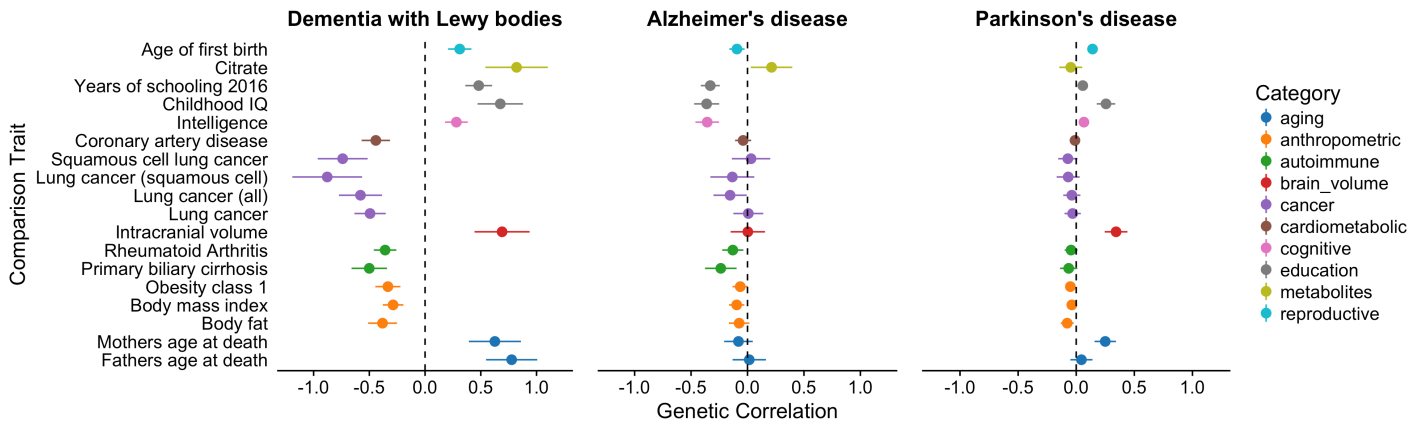 Dementia with Lewy bodies
Alzheimer's disease
Parkinson's disease
Comparison Trait
Age of first birth
Citrate
Years of schooling 2016
Childhood IQ
Intelligence
Coronary artery disease
Squamous cell lung cancer
Lung cancer (squamous cell)
Lung cancer (all)
Lung cancer
Intracranial volume
Rheumatoid Arthritis
Primary biliary cirrhosis
Obesity class 1
Body mass index
Body fat
Mothers age at death
Fathers age at death
-1.0 -0.5 0.0 0.5 1.0
-1.0 -0.5 0.0 0.5 1.0
-1.0 -0.5 0.0 0.5 1.0
Genetic Correlation
Category
aging
anthropometric
autoimmune
brain_volume
cancer
cardiometabolic
cognitive
education
metabolites
reproductive